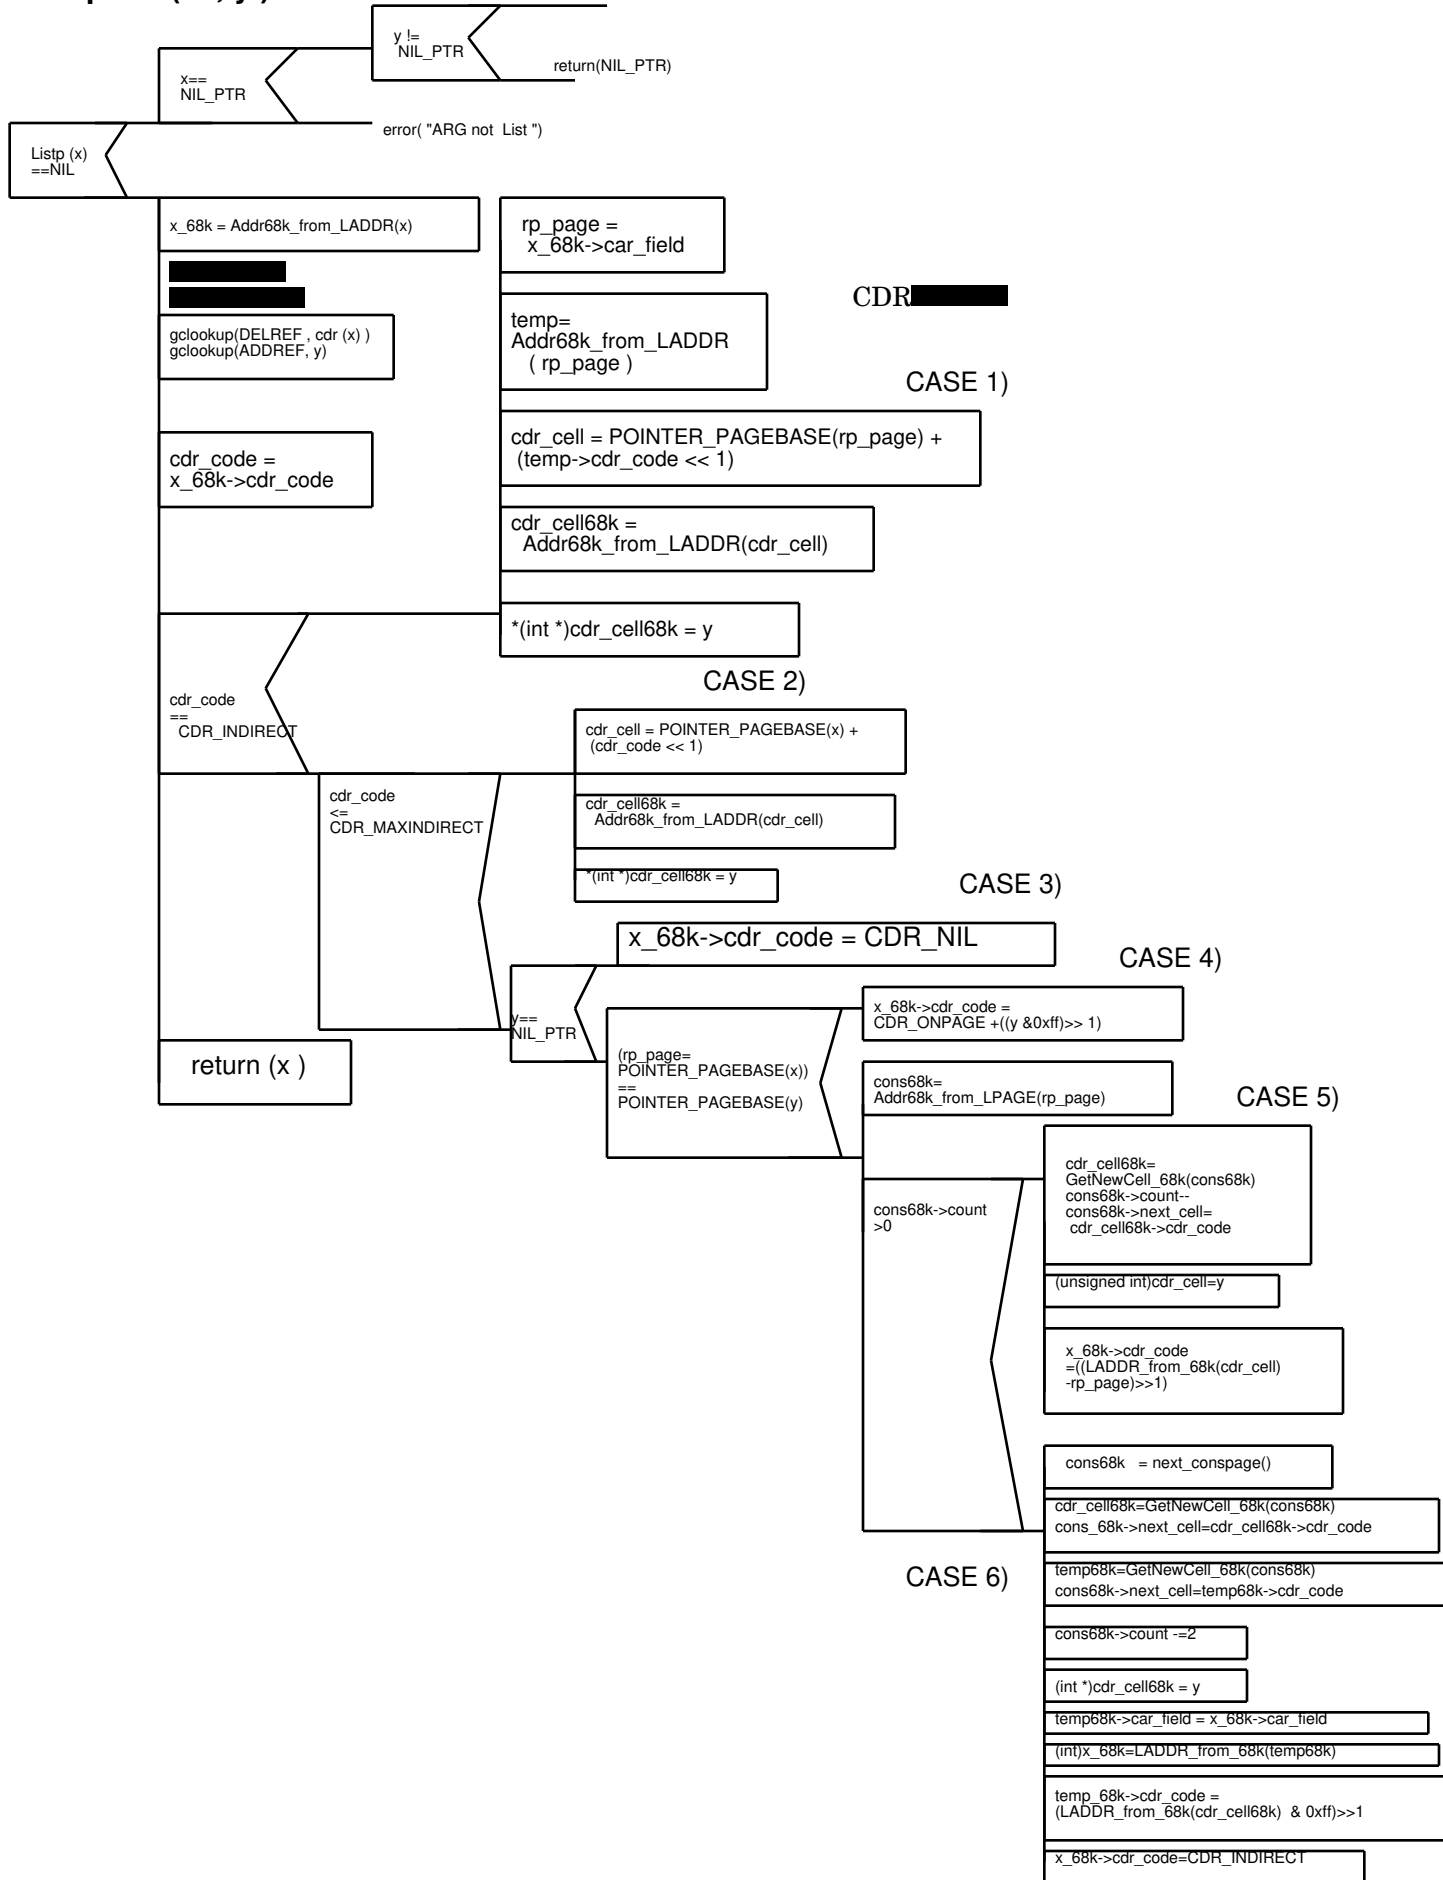 y !=
NIL_PTR
return(NIL_PTR)
x==
NIL_PTR
error( "ARG not List ")
Listp (x)
==NIL
x_68k = Addr68k_from_LADDR(x)
gclookup(DELREF , cdr (x) )
gclookup(ADDREF, y)
cdr_code =
x_68k->cdr_code
rp_page =
x_68k->car_field
CDR
temp=
Addr68k_from_LADDR
( rp_page )
CASE 1)
cdr_cell = POINTER_PAGEBASE(rp_page) +
(temp->cdr_code << 1)
cdr_cell68k =
Addr68k_from_LADDR(cdr_cell)
*(int *)cdr_cell68k = y
CASE 2)
cdr_code
==
CDR_INDIRECT
cdr_cell = POINTER_PAGEBASE(x) +
(cdr_code << 1)
cdr_code
<=
CDR_MAXINDIRECT
cdr_cell68k =
Addr68k_from_LADDR(cdr_cell)
*(int *)cdr_cell68k = y
CASE 3)
x_68k->cdr_code = CDR_NIL
CASE 4)
y==
NIL_PTR
x_68k->cdr_code =
CDR_ONPAGE +((y &0xff)>> 1)
return (x )
(rp_page=
POINTER_PAGEBASE(x))
==
POINTER_PAGEBASE(y)
cons68k=
Addr68k_from_LPAGE(rp_page)
CASE 5)
cdr_cell68k=
GetNewCell_68k(cons68k)
cons68k->count--
cons68k->next_cell=
cdr_cell68k->cdr_code
cons68k->count
>0
(unsigned int)cdr_cell=y
x_68k->cdr_code
=((LADDR_from_68k(cdr_cell)
-rp_page)>>1)
cons68k = next_conspage()
cdr_cell68k=GetNewCell_68k(cons68k)
cons_68k->next_cell=cdr_cell68k->cdr_code
CASE 6)
temp68k=GetNewCell_68k(cons68k)
cons68k->next_cell=temp68k->cdr_code
cons68k->count -=2
(int *)cdr_cell68k = y
temp68k->car_field = x_68k->car_field
(int)x_68k=LADDR_from_68k(temp68k)
temp_68k->cdr_code =
(LADDR_from_68k(cdr_cell68k) & 0xff)>>1
x_68k->cdr_code=CDR_INDIRECT